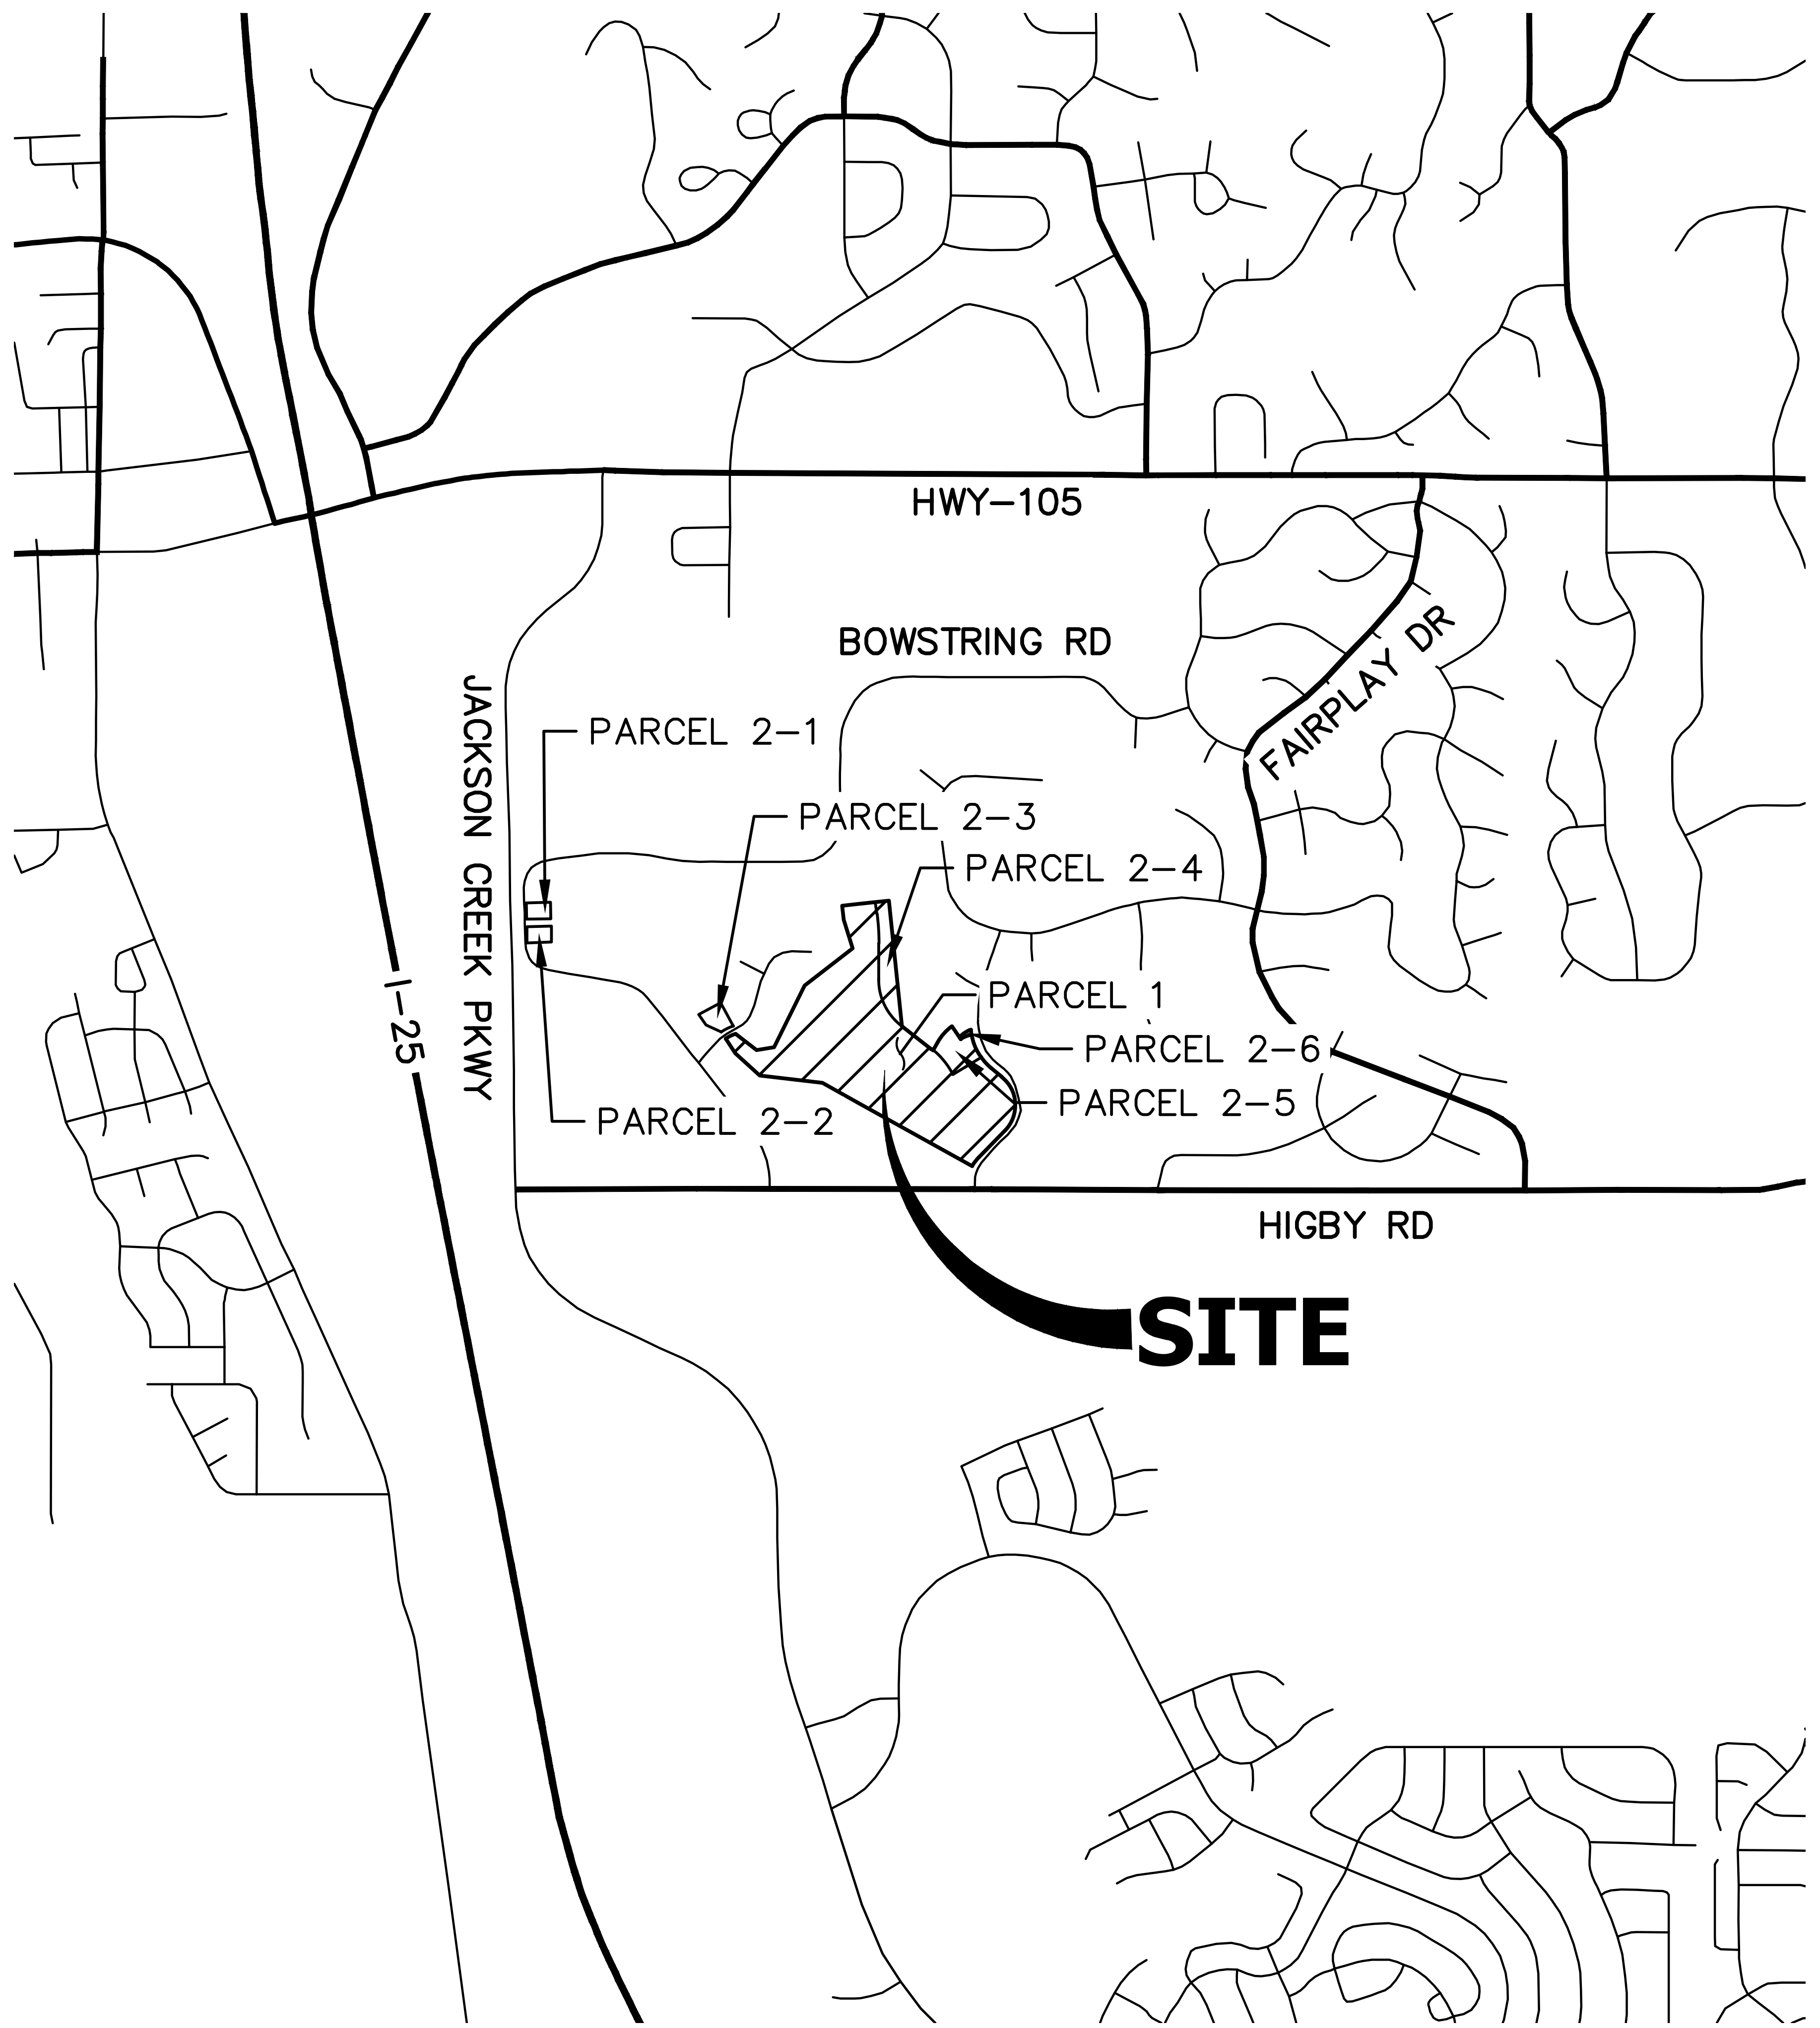 HWY-105
BOWSTRING RD
FAIRPLAY DR
JACKSON CREEK PKWY
PARCEL 2-1
PARCEL 2-3
PARCEL 2-4
I-25
PARCEL 1
PARCEL 2-6
PARCEL 2-5
PARCEL 2-2
HIGBY RD
SITE